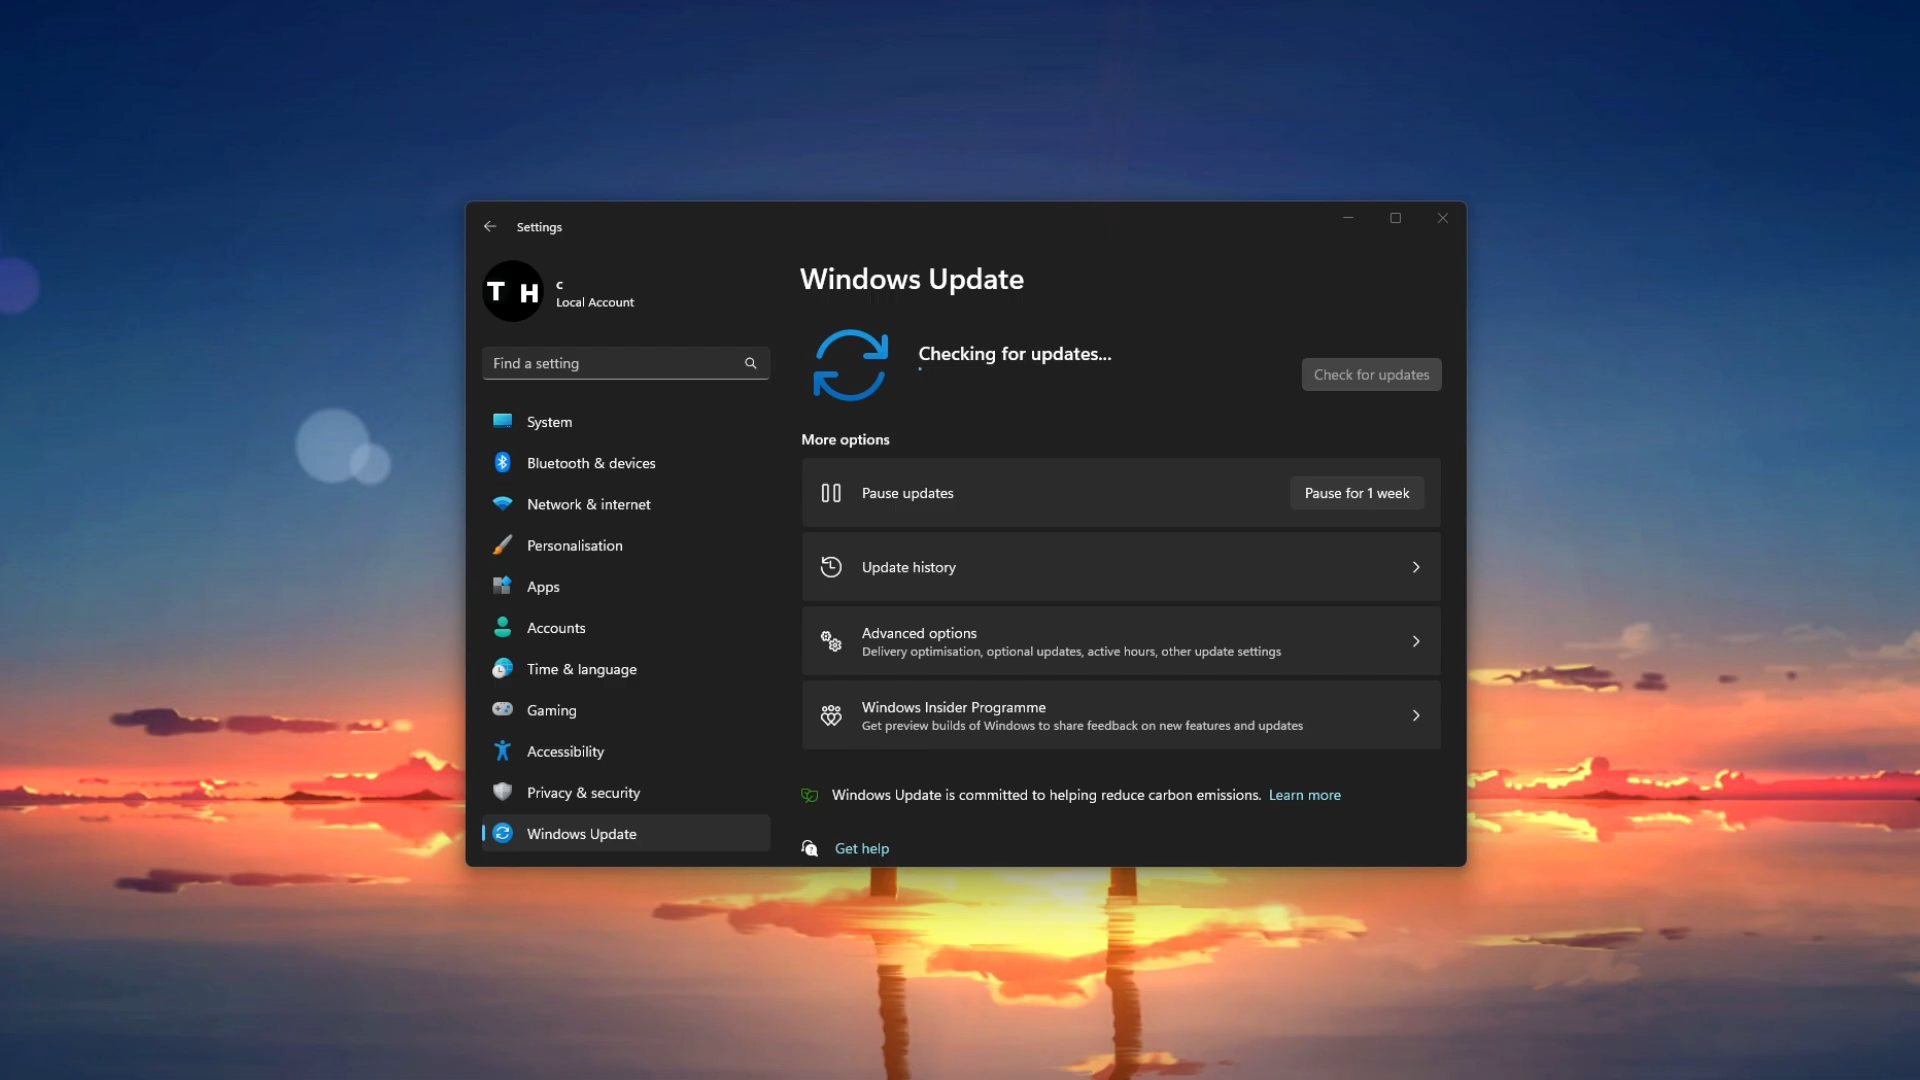 Settings
T H
c
Local Account
Find a setting
System
Bluetooth & devices
Network & internet
Personalisation
Apps
Accounts
Time & language
Gaming
Accessibility
Privacy & security
Windows Update
Windows Update
Checking for updates...
Check for updates
More options
Pause updates
Pause for 1 week
Update history
Advanced options
Delivery optimisation, optional updates, active hours, other update settings
Windows Insider Programme
Get preview builds of Windows to share feedback on new features and updates
Windows Update is committed to helping reduce carbon emissions. Learn more
Get help